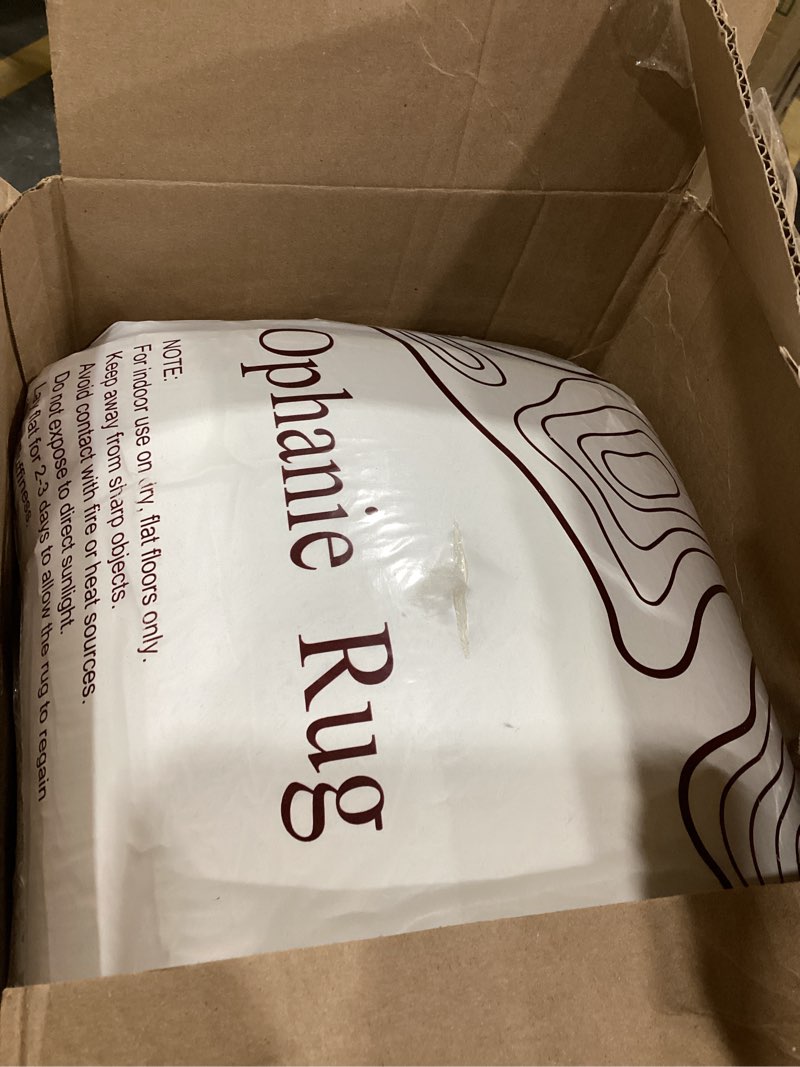 Ophanie Rug
NOTE:
For indoor use on dry, flat floors only.
Keep away from sharp objects.
Avoid contact with fire or heat sources.
Do not expose to direct sunlight.
Lay flat for 2-3 days to allow the rug to regain